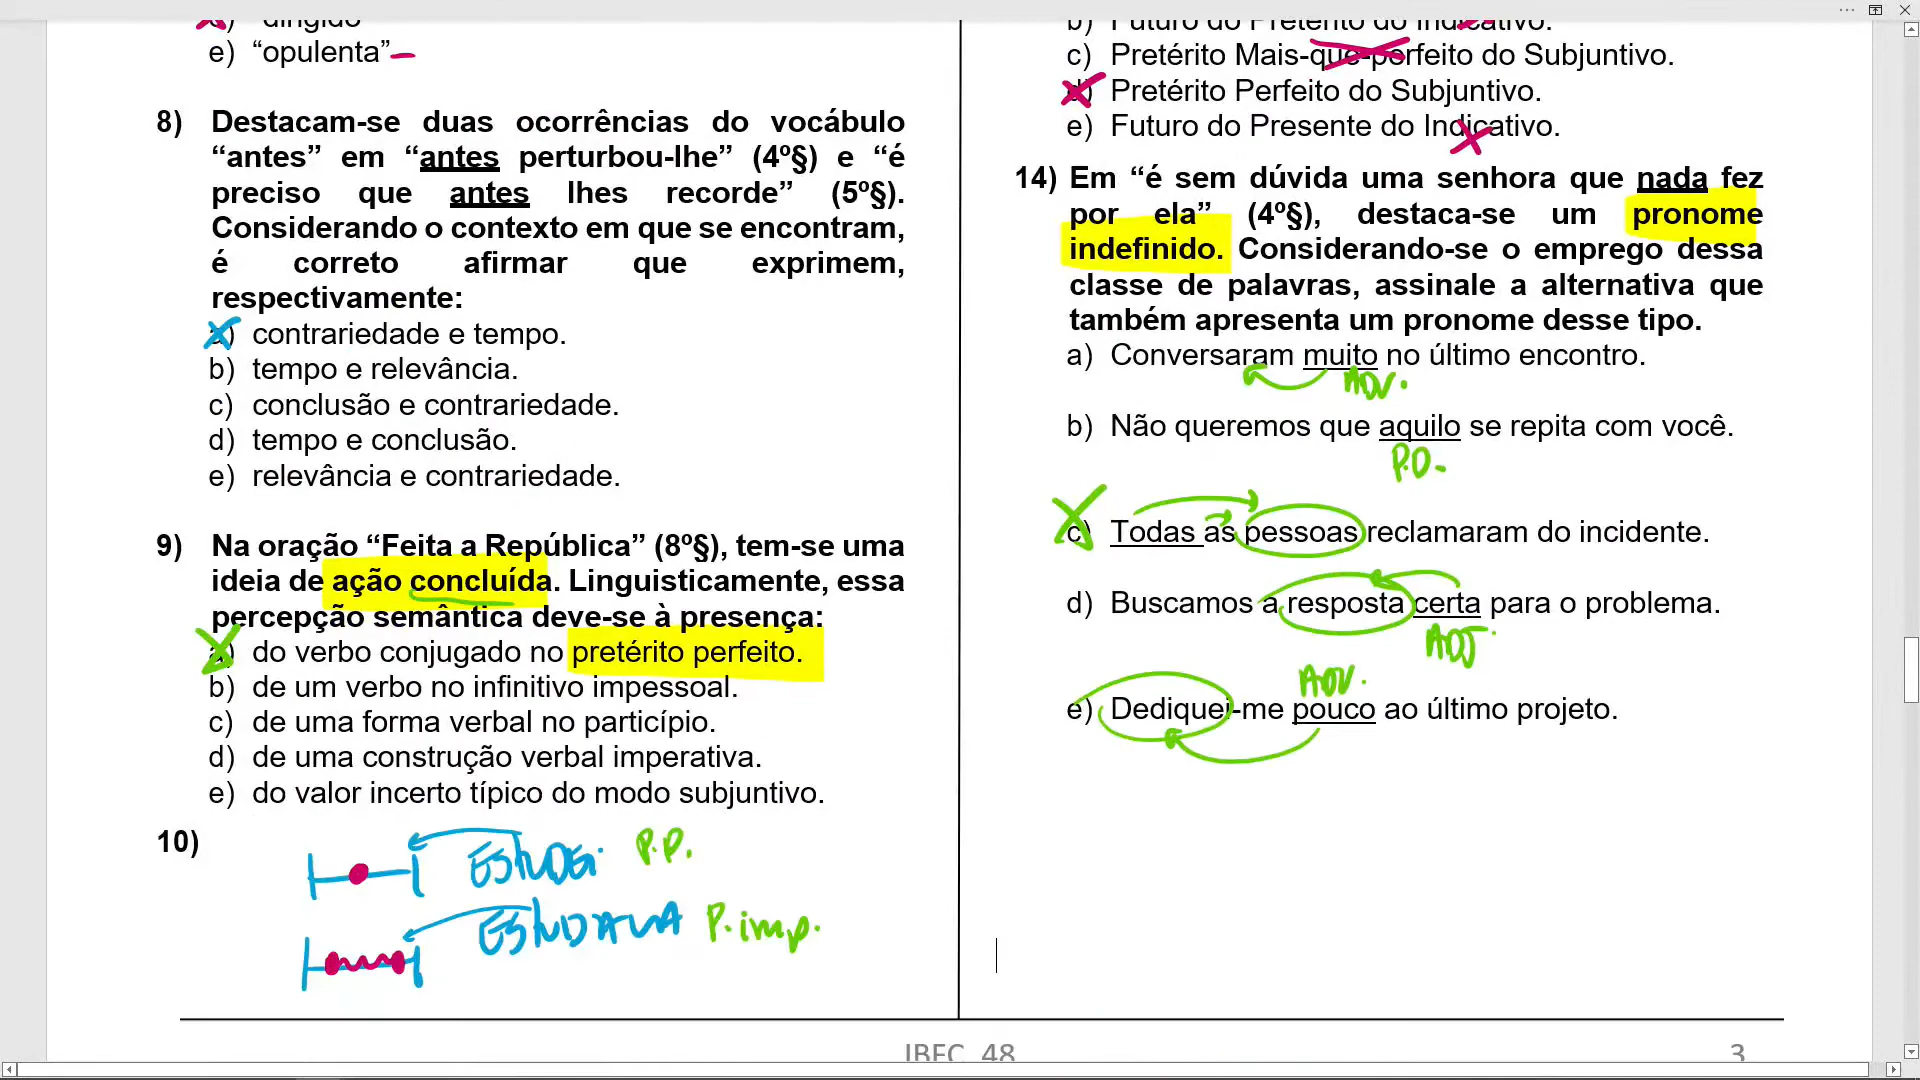 d) “dirigido”
e) “opulenta”
8) Destacam-se duas ocorrências do vocábulo
“antes” em “antes perturbou-lhe” (4º§) e “é
preciso que antes lhes recorde” (5º§).
Considerando o contexto em que se encontram,
é correto afirmar que exprimem,
respectivamente:
a) contrariedade e tempo.
b) tempo e relevância.
c) conclusão e contrariedade.
d) tempo e conclusão.
e) relevância e contrariedade.
9) Na oração “Feita a República” (8º§), tem-se uma
ideia de ação concluída. Linguisticamente, essa
percepção semântica deve-se à presença:
a) do verbo conjugado no pretérito perfeito.
b) de um verbo no infinitivo impessoal.
c) de uma forma verbal no particípio.
d) de uma construção verbal imperativa.
e) do valor incerto típico do modo subjuntivo.
10)
ESTUDEI P.P.
ESTUDAVA P. imp.
b) Futuro do Pretérito do Indicativo.
c) Pretérito Mais-que-perfeito do Subjuntivo.
d) Pretérito Perfeito do Subjuntivo.
e) Futuro do Presente do Indicativo.
14) Em “é sem dúvida uma senhora que nada fez
por ela” (4º§), destaca-se um pronome
indefinido. Considerando-se o emprego dessa
classe de palavras, assinale a alternativa que
também apresenta um pronome desse tipo.
a) Conversaram muito no último encontro.
ADV.
b) Não queremos que aquilo se repita com você.
P.D.
c) Todas as pessoas reclamaram do incidente.
d) Buscamos a resposta certa para o problema.
ADJ.
ADV.
e) Dediquei-me pouco ao último projeto.
IBFC 48
3